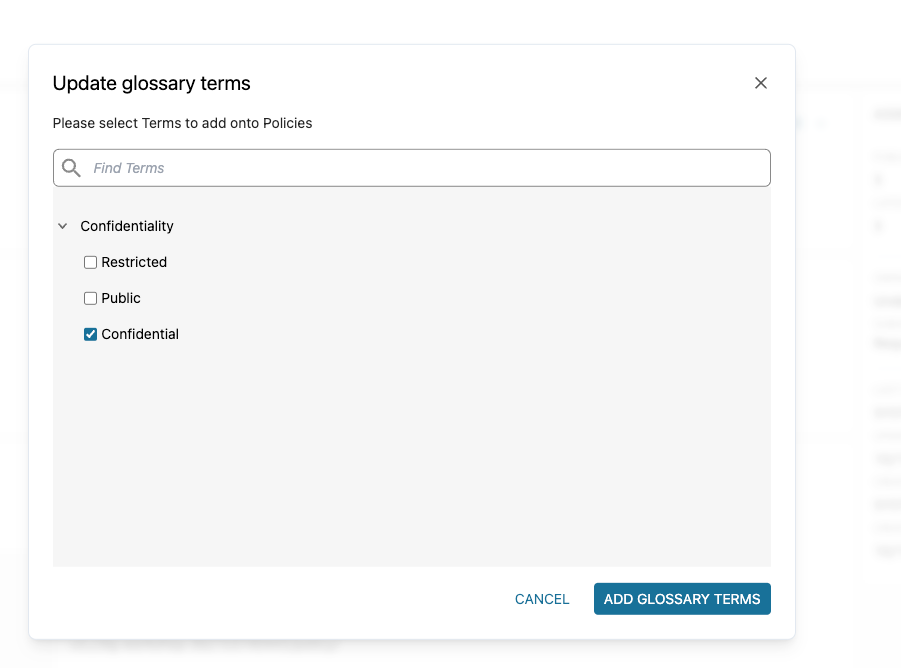 Update glossary terms
Please select Terms to add onto Policies
Find Terms
Confidentiality
Restricted
Public
Confidential
CANCEL
ADD GLOSSARY TERMS